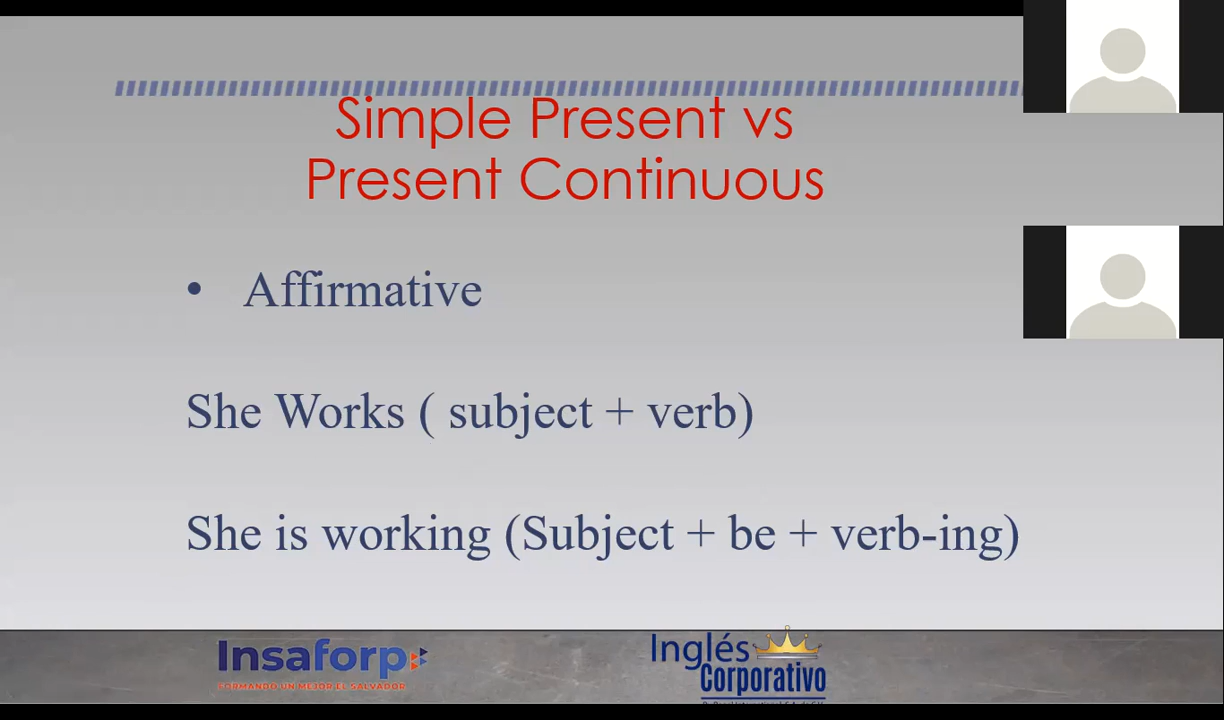 Simple Present vs
Present Continuous
• Affirmative
She Works ( subject + verb)
She is working (Subject + be + verb-ing)
Insaforp
FORMANDO UN MEJOR EL SALVADOR
Inglés
Corporativo